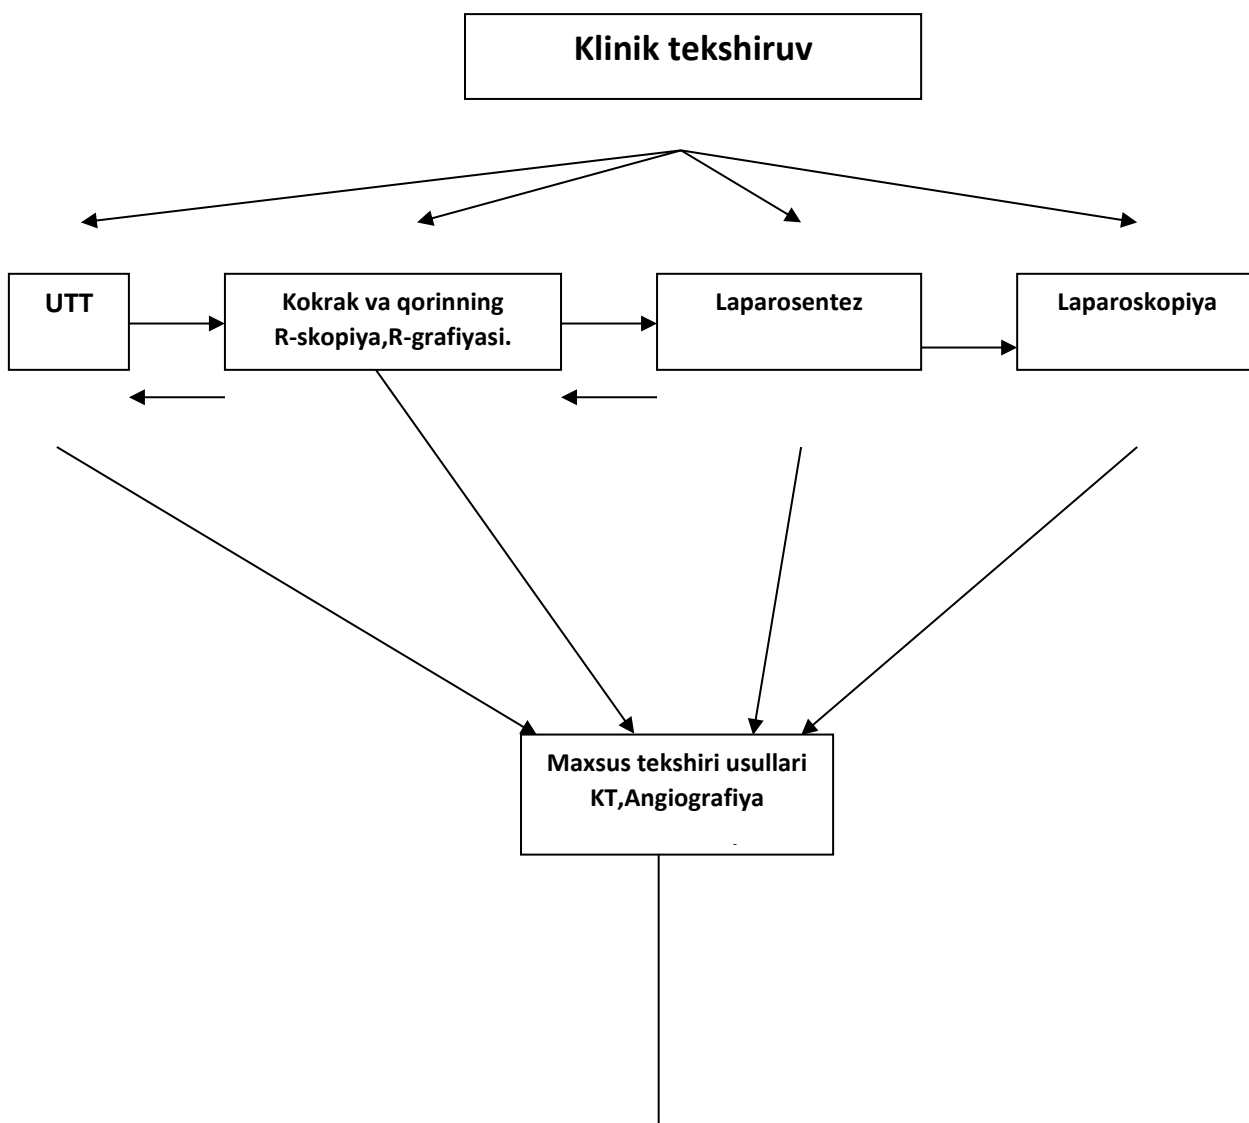 Klinik tekshiruv
UTT
Kokrak va qorinning
R-skopiya,R-grafiyasi.
Laparosentez
Laparoskopiya
Maxsus tekshiri usullari
KT,Angiografiya